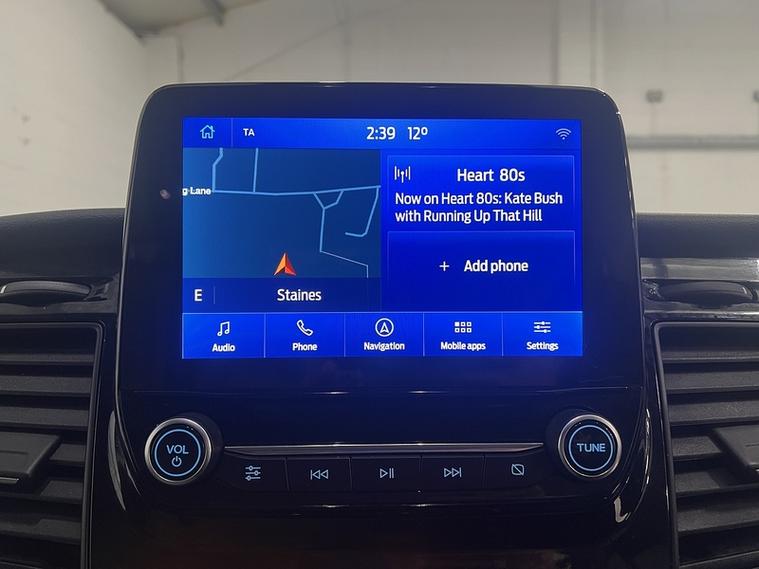 TA
2:39 12º
g Lane
Heart 80s
Now on Heart 80s: Kate Bush
with Running Up That Hill
+ Add phone
E
Staines
Audio
Phone
Navigation
Mobile apps
Settings
VOL
TUNE